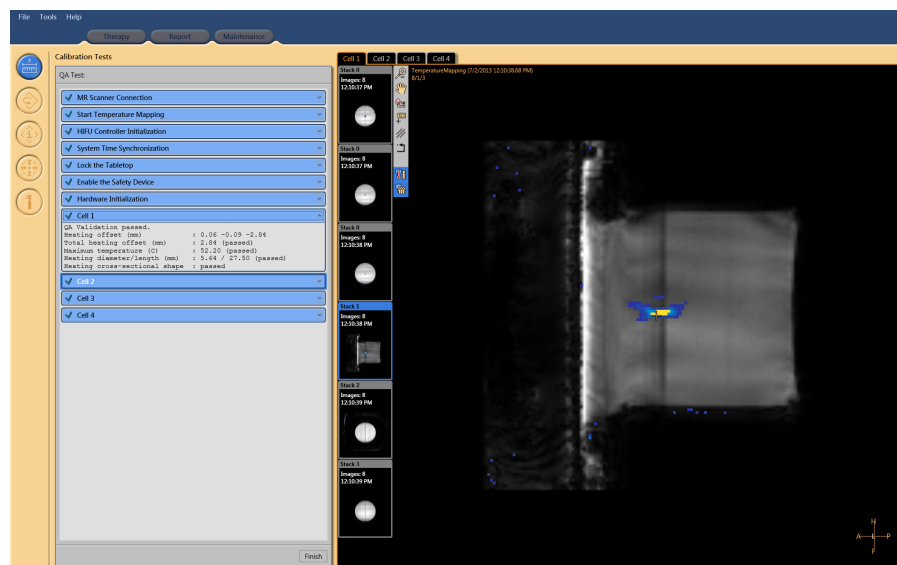 File Tools Help
Therapy Report Maintenance
Calibration Tests
QA Test:
MR Scanner Connection
Start Temperature Mapping
HIFU Controller Initialization
System Time Synchronization
Lock the Tabletop
Enable the Safety Device
Hardware Initialization
Cell 1
QA Validation passed.
Heating offset (mm) : 0.06 -0.09 -2.84
Total heating offset (mm) : 2.84 (passed)
Maximum temperature (C) : 52.20 (passed)
Heating diameter/length (mm) : 5.64 / 27.50 (passed)
Heating cross-sectional shape : passed
Cell 2
Cell 3
Cell 4
Finish
Cell 1 Cell 2 Cell 3 Cell 4
Stack 0
Images: 8
12:10:37 PM
Stack 0
Images: 8
12:10:37 PM
Stack 0
Images: 8
12:10:38 PM
Stack 1
Images: 8
12:10:38 PM
Stack 2
Images: 8
12:10:39 PM
Stack 3
Images: 8
12:10:39 PM
TemperatureMapping (7/2/2013 12:10:38.68 PM)
8/1/3
H
A L P
F